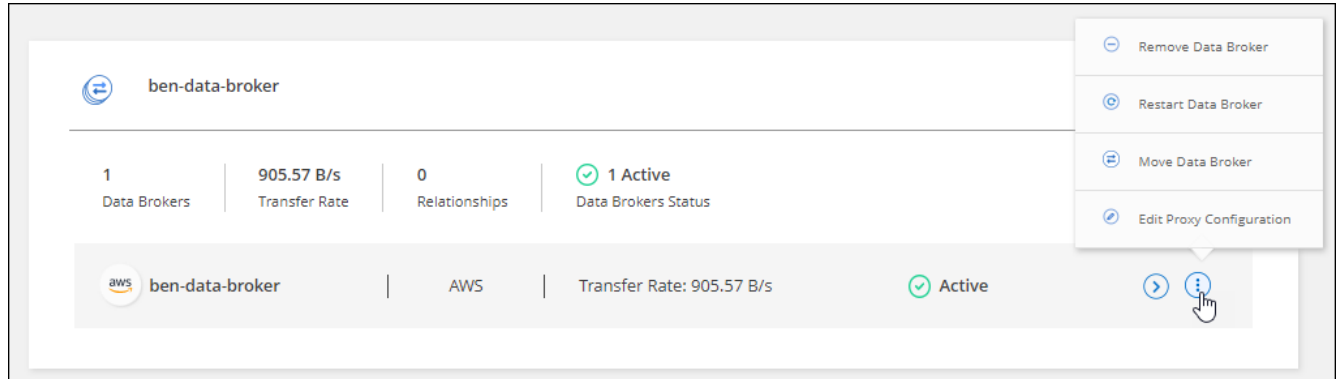 Remove Data Broker
ben-data-broker
Restart Data Broker
Move Data Broker
1
905.57 B/s
0
1 Active
Data Brokers
Transfer Rate
Relationships
Data Brokers Status
Edit Proxy Configuration
aws
ben-data-broker
AWS
Transfer Rate: 905.57 B/s
Active